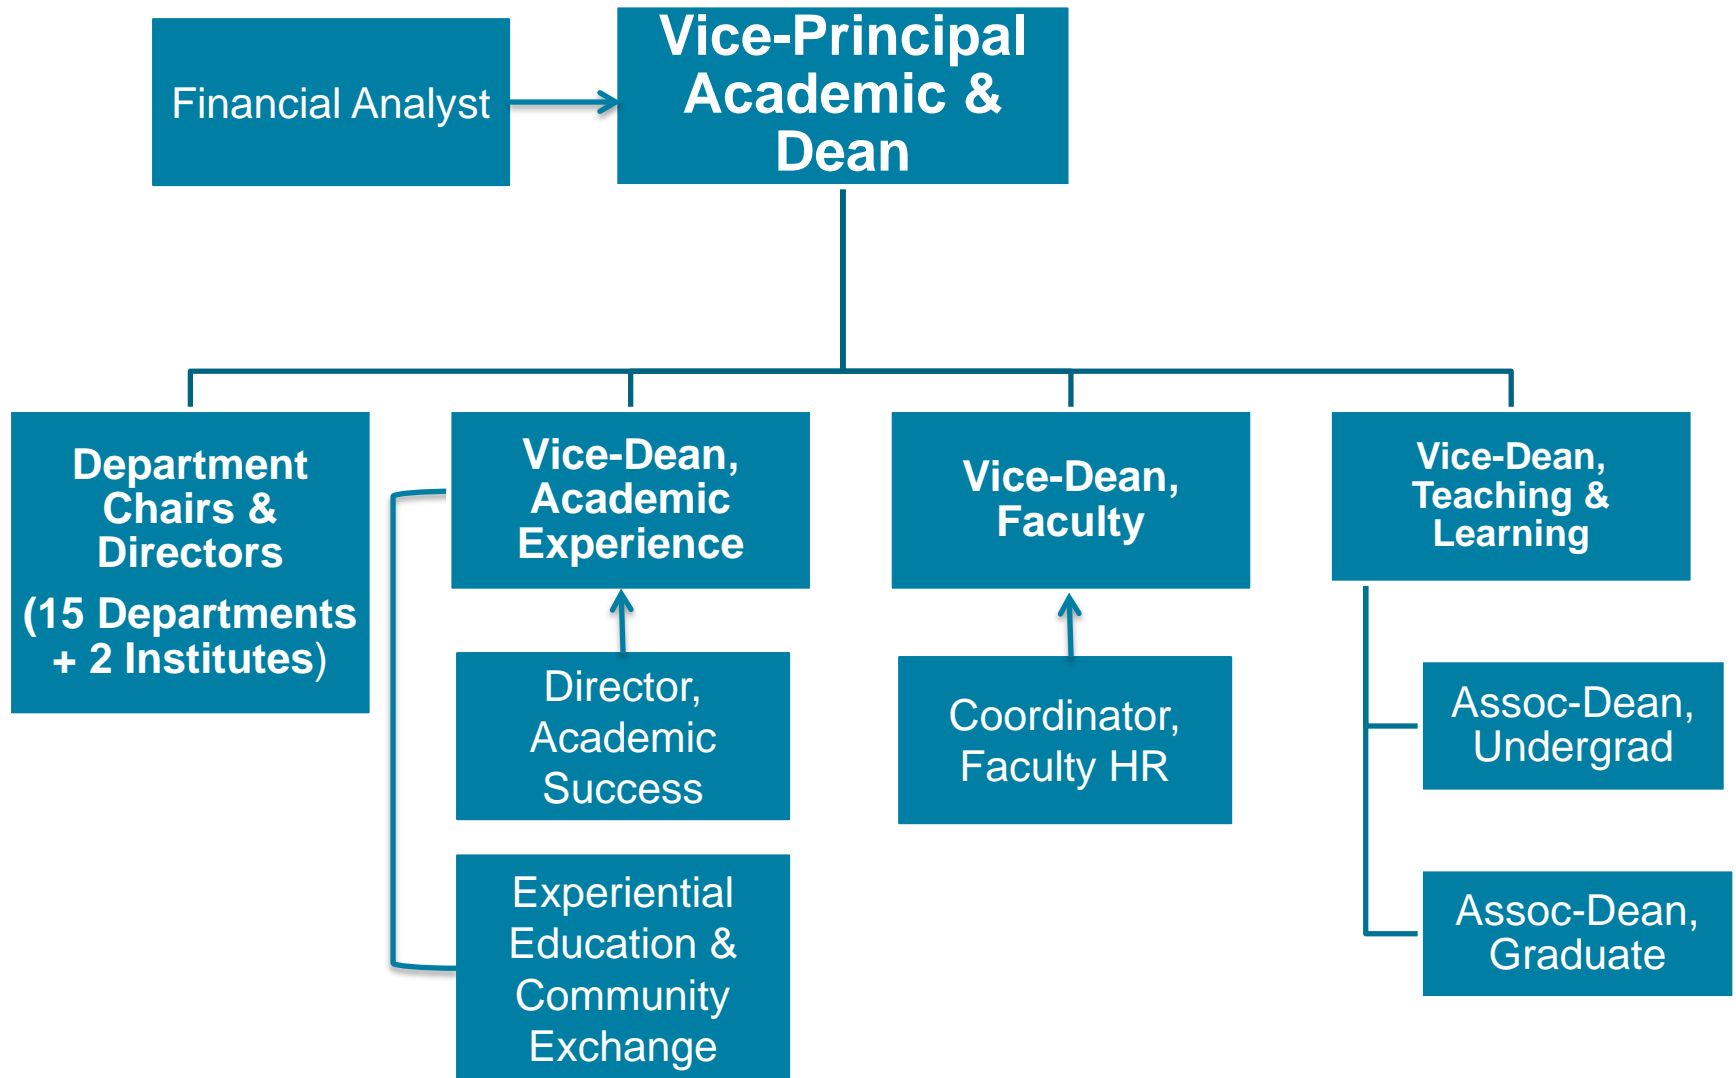 Financial Analyst
Vice-Principal
Academic &
Dean
Department
Chairs &
Directors
(15 Departments
+ 2 Institutes)
Vice-Dean,
Academic
Experience
Vice-Dean,
Faculty
Vice-Dean,
Teaching &
Learning
Director,
Academic
Success
Coordinator,
Faculty HR
Assoc-Dean,
Undergrad
Experiential
Education &
Community
Exchange
Assoc-Dean,
Graduate